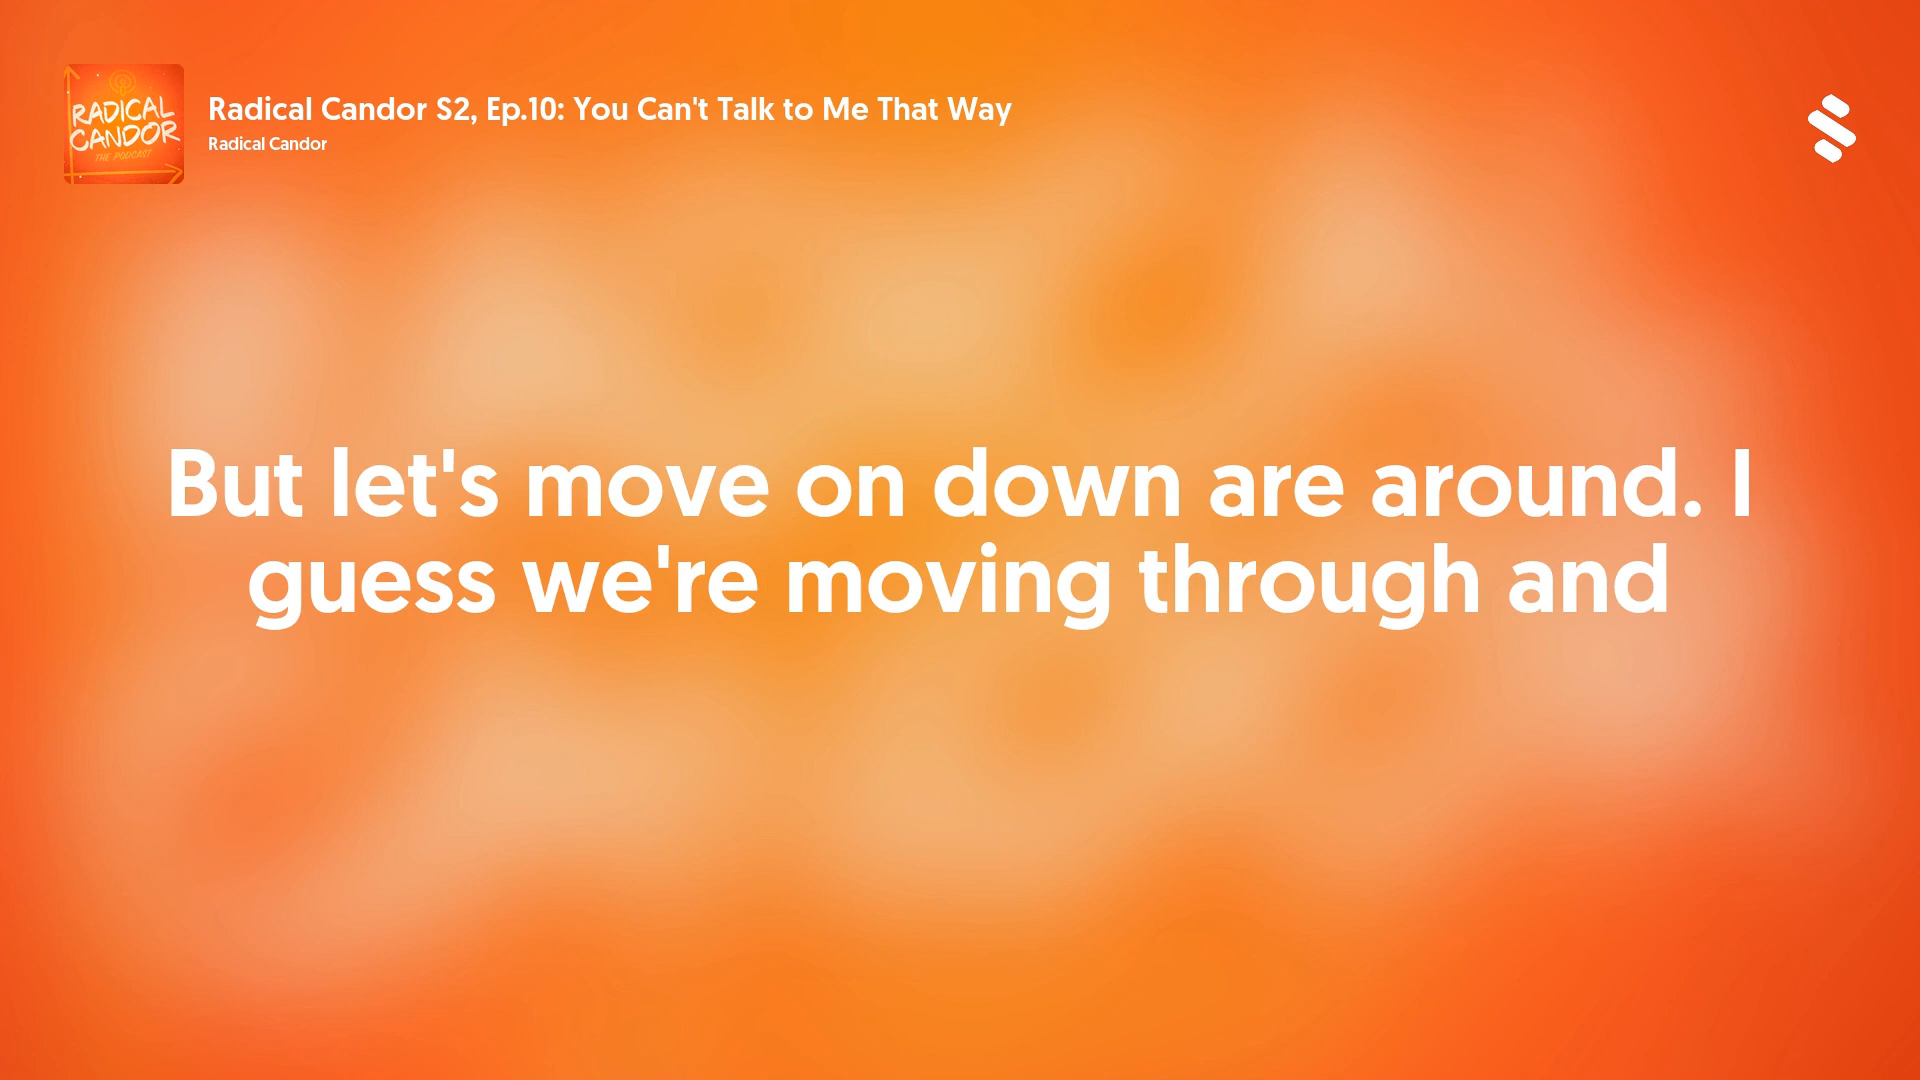 RADICAL
CANDOR
THE PODCAST
Radical Candor S2, Ep.10: You Can't Talk to Me That Way
Radical Candor
But let's move on down are around. I
guess we're moving through and